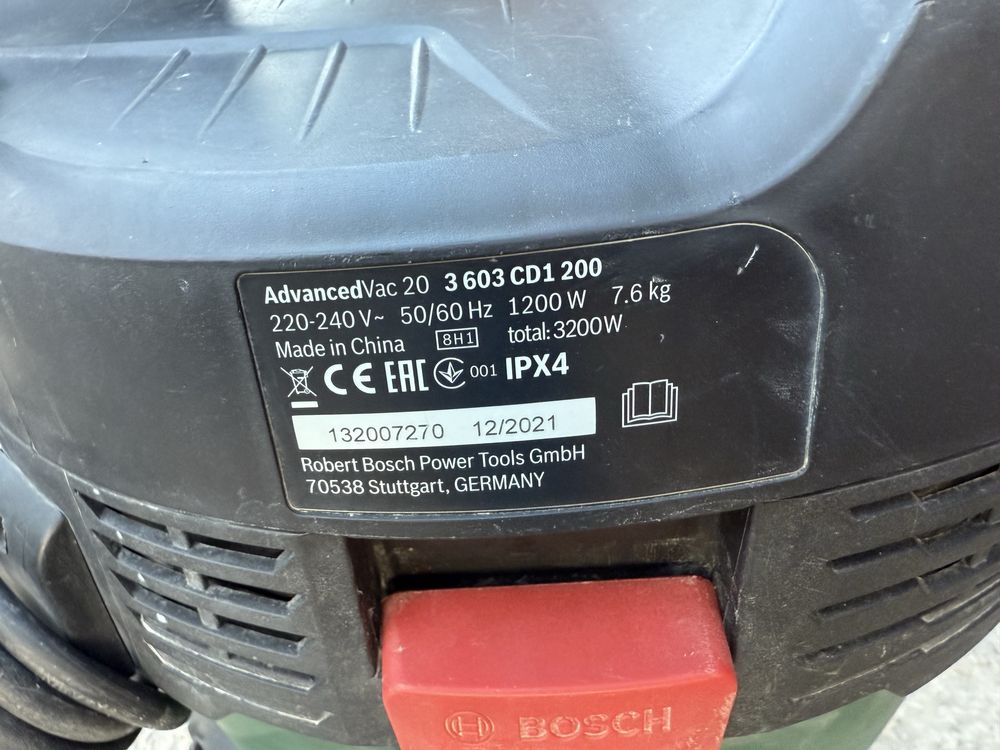 AdvancedVac 20 3 603 CD1 200
220-240 V~ 50/60 Hz 1200 W 7.6 kg
Made in China 8H1 total: 3200W
CE EAC 001 IPX4
132007270 12/2021
Robert Bosch Power Tools GmbH
70538 Stuttgart, GERMANY
BOSCH